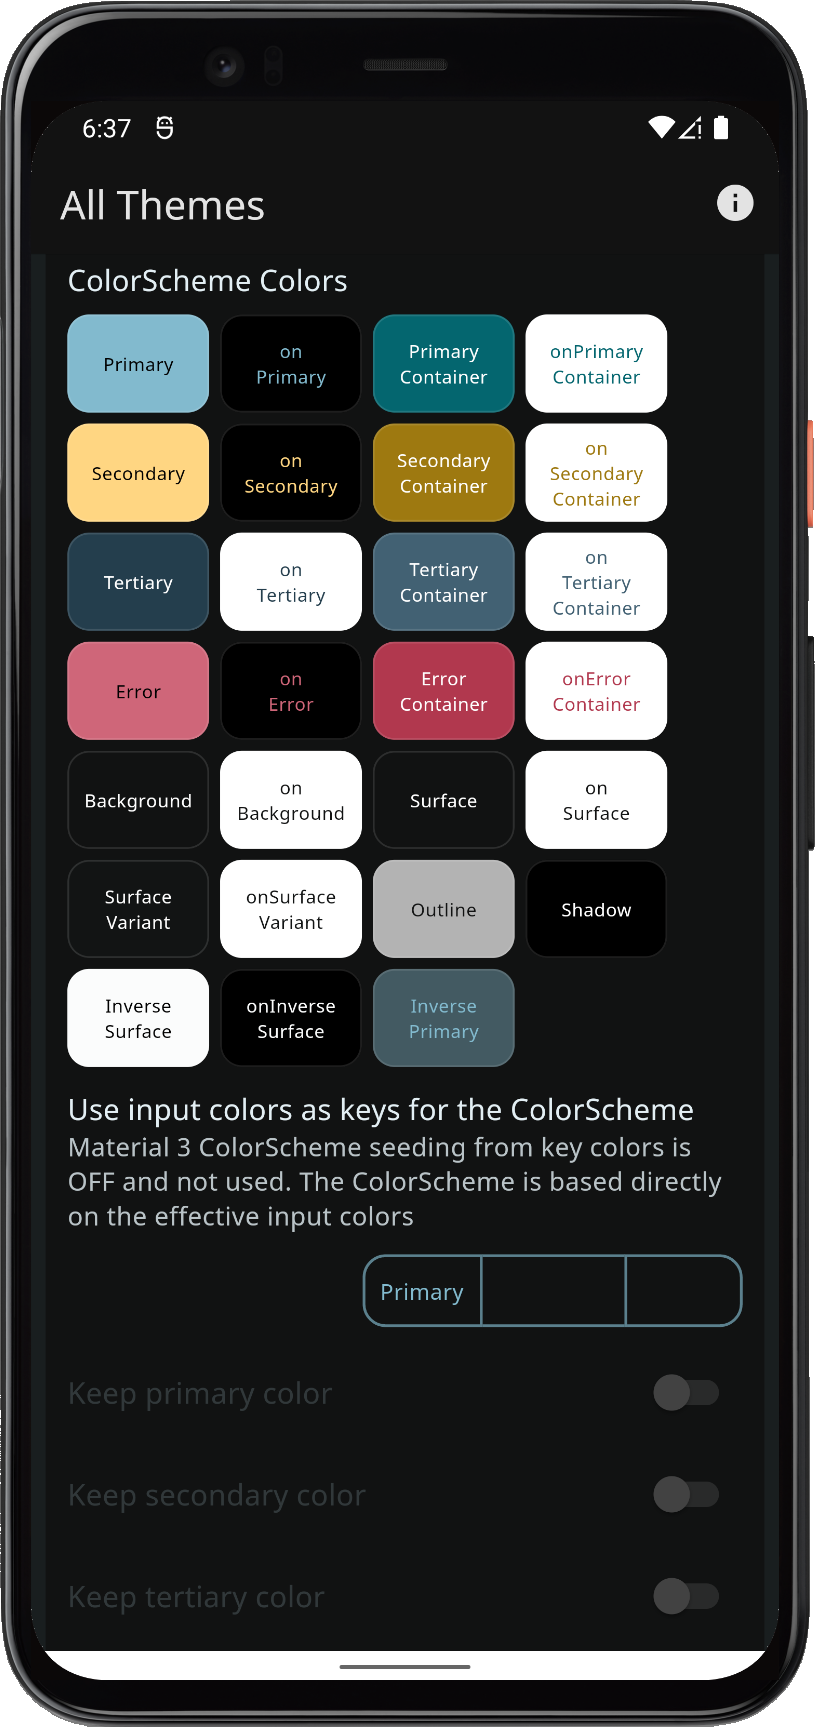 6:37
All Themes
ColorScheme Colors
Primary
on
Primary
Primary
Container
onPrimary
Container
Secondary
on
Secondary
Secondary
Container
on
Secondary
Container
Tertiary
on
Tertiary
Tertiary
Container
on
Tertiary
Container
Error
on
Error
Error
Container
onError
Container
Background
on
Background
Surface
on
Surface
Surface
Variant
onSurface
Variant
Outline
Shadow
Inverse
Surface
onInverse
Surface
Inverse
Primary
Use input colors as keys for the ColorScheme
Material 3 ColorScheme seeding from key colors is
OFF and not used. The ColorScheme is based directly
on the effective input colors
Primary
Keep primary color
Keep secondary color
Keep tertiary color